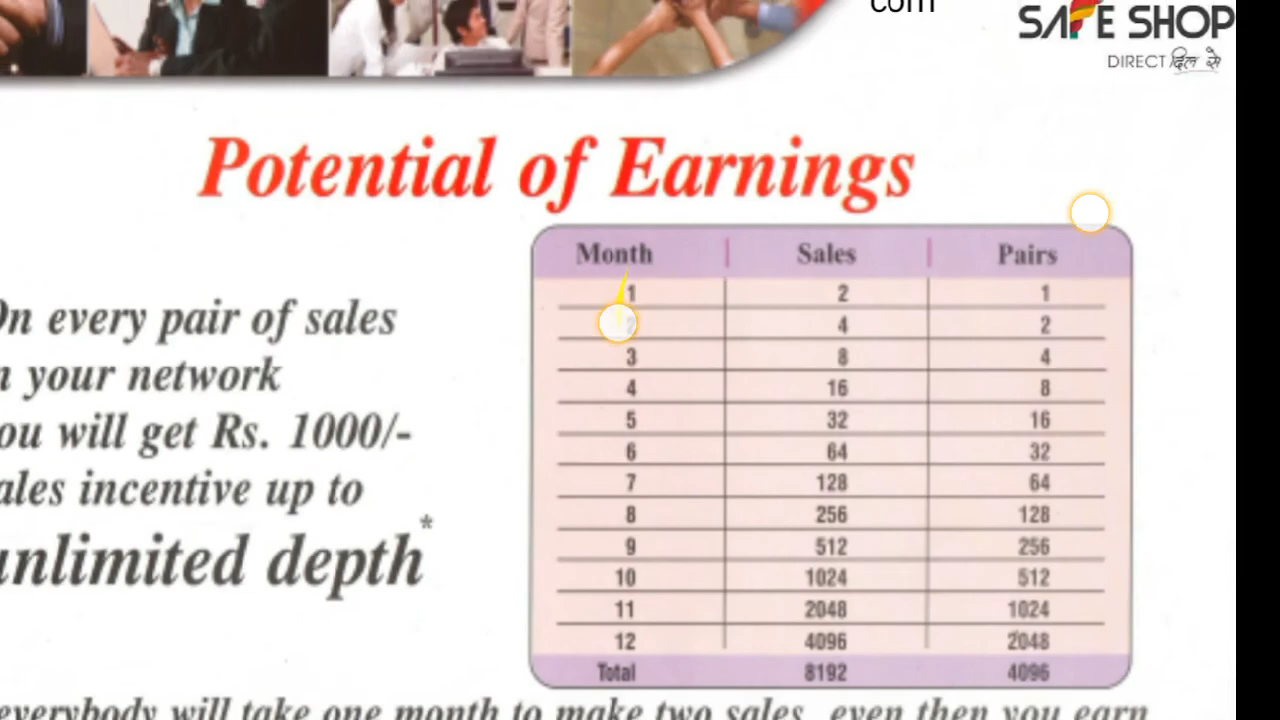 com
SAFE SHOP
DIRECT दिल से
Potential of Earnings
Month Sales Pairs
1 2 1
2 4 2
3 8 4
4 16 8
5 32 16
6 64 32
7 128 64
8 256 128
9 512 256
10 1024 512
11 2048 1024
12 4096 2048
Total 8192 4096
On every pair of sales
n your network
ou will get Rs. 1000/-
ales incentive up to
unlimited depth*
everybody will take one month to make two sales, even then you earn